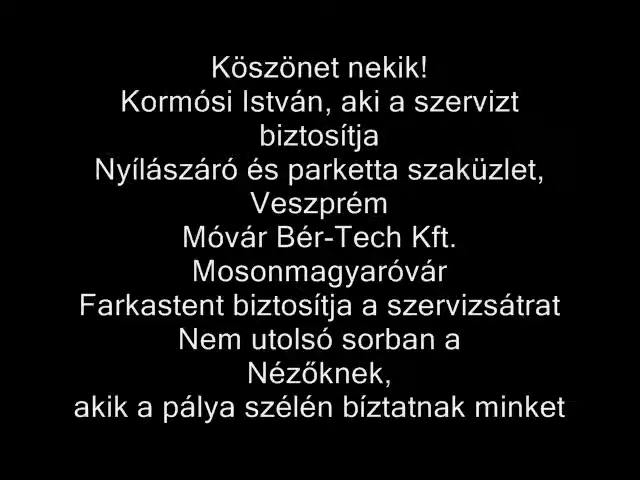 Köszönet nekik!
Kormósi István, aki a szervizt
biztosítja
Nyílászáró és parketta szaküzlet,
Veszprém
Móvár Bér-Tech Kft.
Mosonmagyaróvár
Farkastent biztosítja a szervizsátrat
Nem utolsó sorban a
Nézőknek,
akik a pálya szélén bíztatnak minket